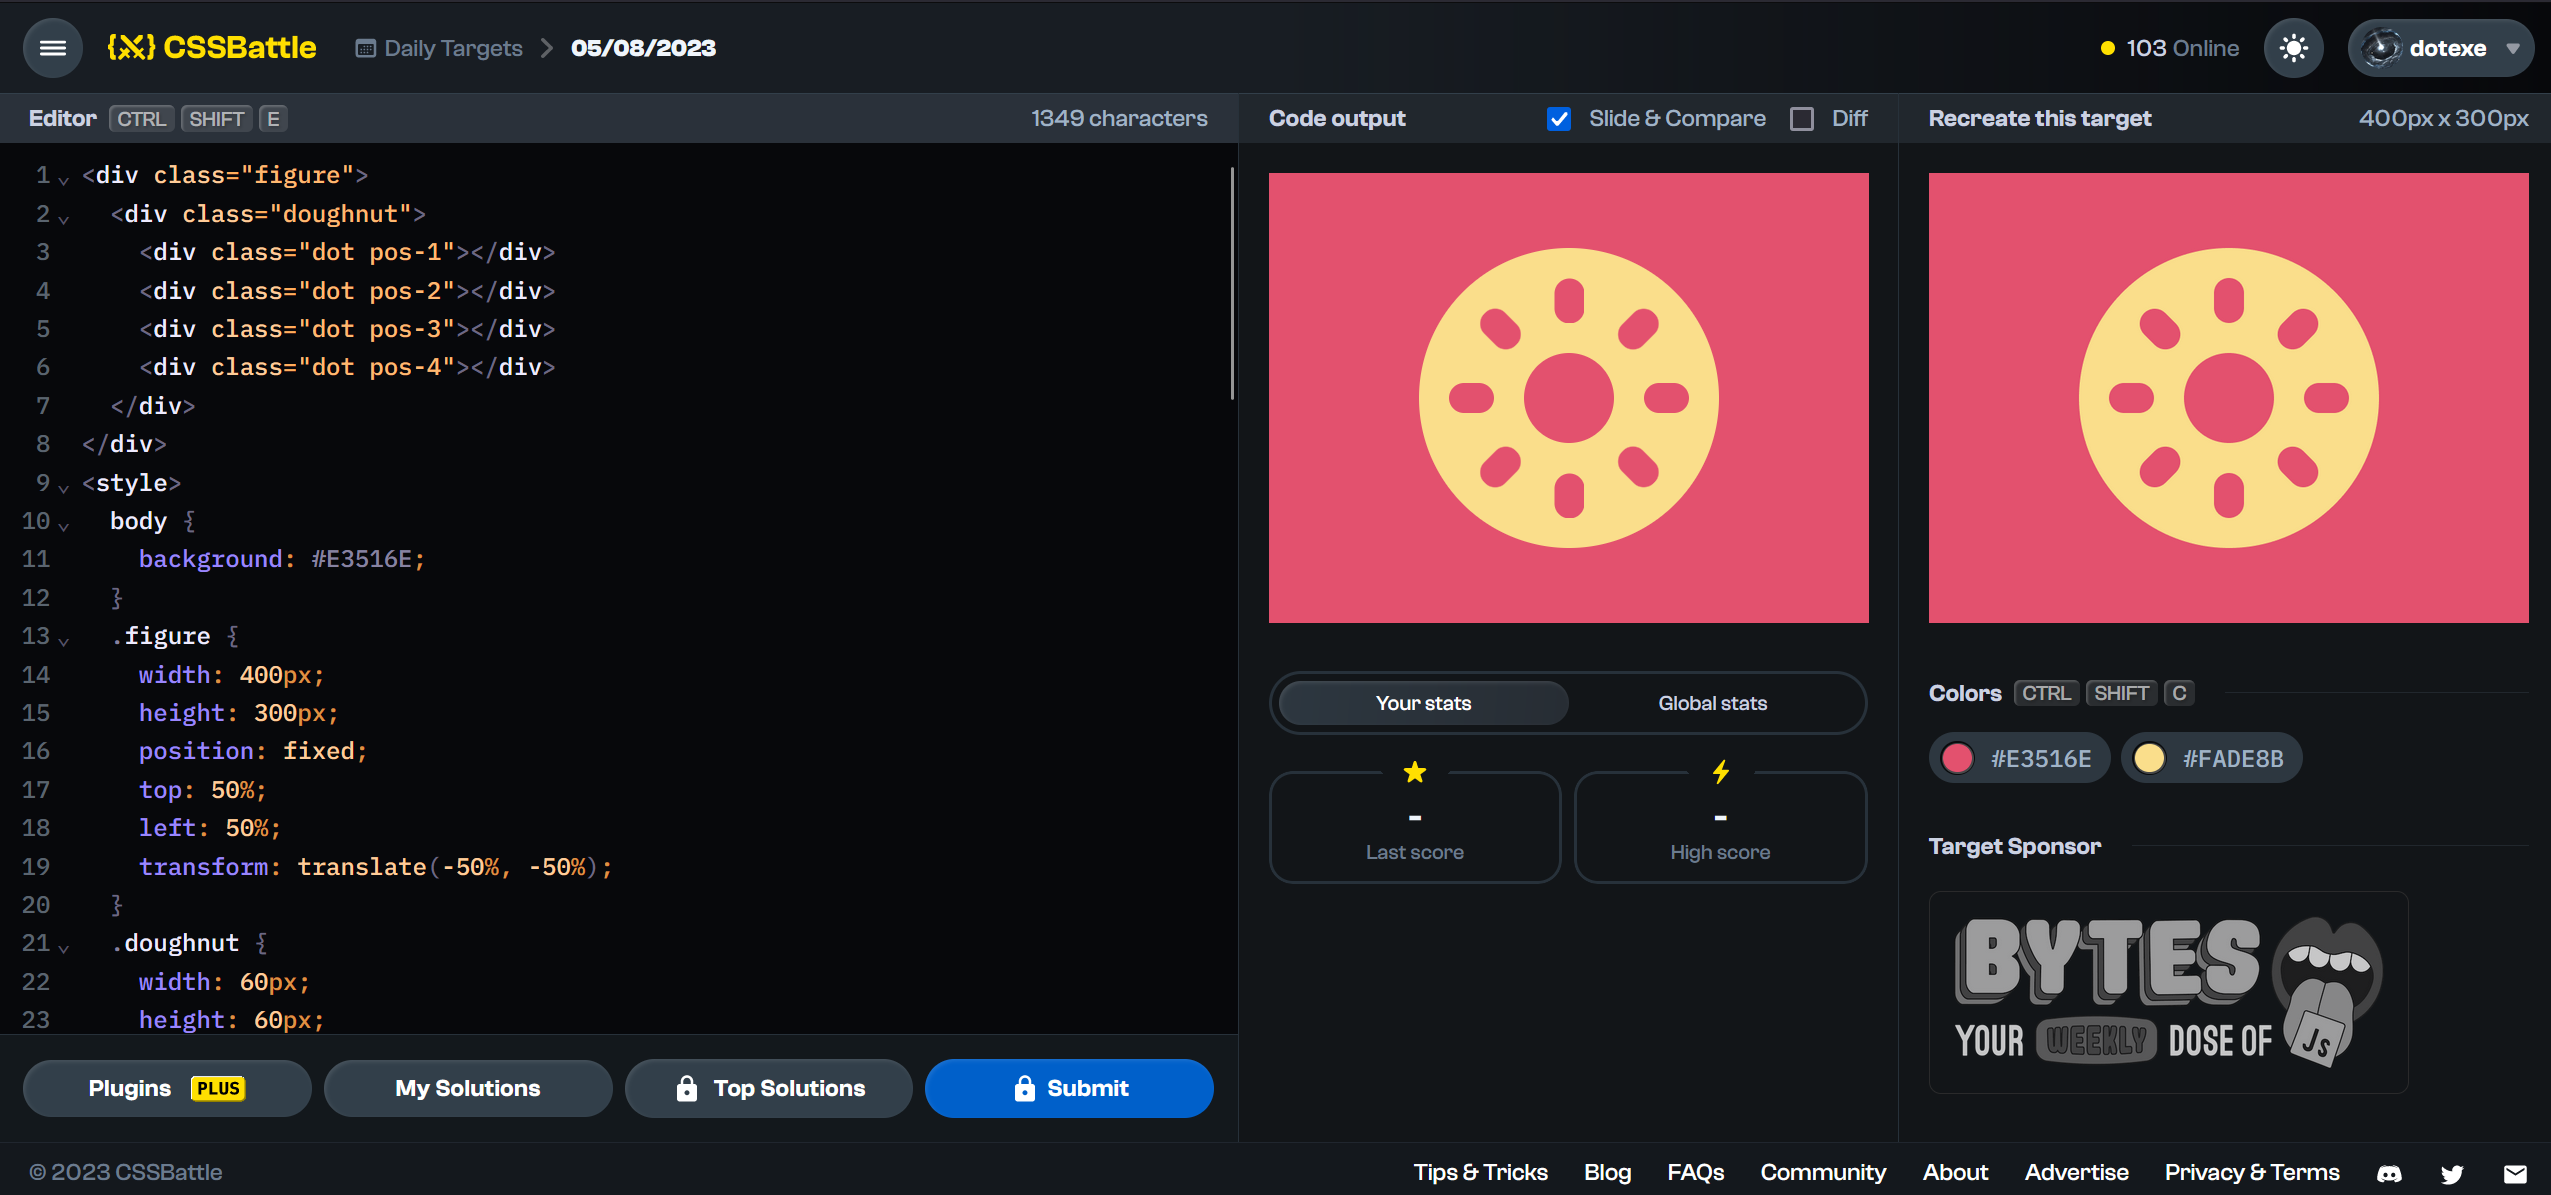 {X} CSSBattle
Daily Targets > 05/08/2023
103 Online
dotexe
Editor CTRL SHIFT E
1349 characters
1 <div class="figure">
2 <div class="doughnut">
3 <div class="dot pos-1"></div>
4 <div class="dot pos-2"></div>
5 <div class="dot pos-3"></div>
6 <div class="dot pos-4"></div>
7 </div>
8 </div>
9 <style>
10 body {
11 background: #E3516E;
12 }
13 .figure {
14 width: 400px;
15 height: 300px;
16 position: fixed;
17 top: 50%;
18 left: 50%;
19 transform: translate(-50%, -50%);
20 }
21 .doughnut {
22 width: 60px;
23 height: 60px;
Plugins PLUS
My Solutions
Top Solutions
Submit
Code output
Slide & Compare
Diff
Your stats
Global stats
-
Last score
-
High score
Recreate this target
400px x 300px
Colors CTRL SHIFT C
#E3516E
#FADE8B
Target Sponsor
BYTES
YOUR WEEKLY DOSE OF JS
© 2023 CSSBattle
Tips & Tricks
Blog
FAQs
Community
About
Advertise
Privacy & Terms